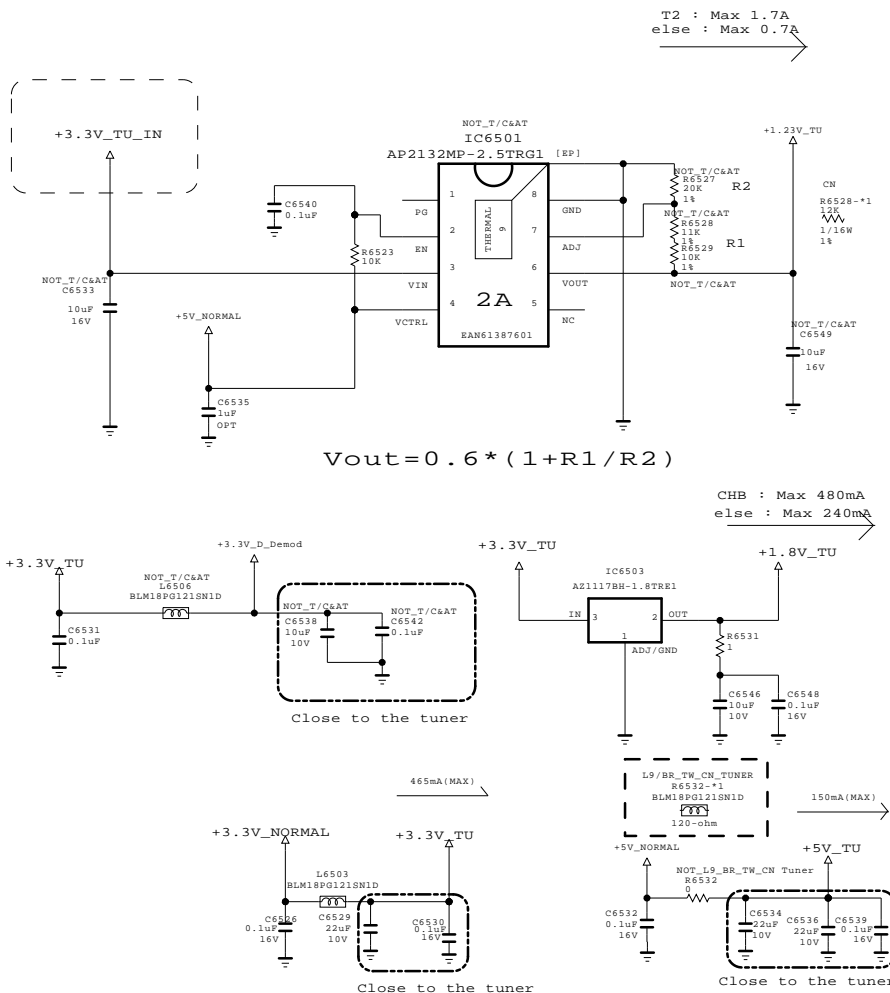 T2 : Max 1.7A
else : Max 0.7A
+3.3V_TU_IN
NOT_T/C&AT
IC6501
AP2132MP-2.5TRG1
[EP]
+1.23V_TU
C6540
0.1uF
1
PG
2
EN
3
VIN
4
VCTRL
THERMAL
9
2A
EAN61387601
8
GND
7
ADJ
6
VOUT
5
NC
NOT_T/C&AT
R6527
20K
1%
R2
NOT_T/C&AT
R6528
11K
1%
R6529
10K
1%
NOT_T/C&AT
R1
CN
R6528-*1
12K
1/16W
1%
R6523
10K
NOT_T/C&AT
C6533
10uF
16V
+5V_NORMAL
C6535
1uF
OPT
NOT_T/C&AT
C6549
10uF
16V
Vout=0.6*(1+R1/R2)
CHB : Max 480mA
else : Max 240mA
+3.3V_TU
NOT_T/C&AT
L6506
BLM18PG121SN1D
+3.3V_D_Demod
C6531
0.1uF
NOT_T/C&AT
C6538
10uF
10V
NOT_T/C&AT
C6542
0.1uF
Close to the tuner
+3.3V_TU
IC6503
AZ1117BH-1.8TRE1
+1.8V_TU
IN
3
2
OUT
1
ADJ/GND
R6531
1
C6546
10uF
10V
C6548
0.1uF
16V
465mA(MAX)
+3.3V_NORMAL
+3.3V_TU
L6503
BLM18PG121SN1D
C6526
0.1uF
16V
C6529
22uF
10V
C6530
0.1uF
16V
Close to the tuner
L9/BR_TW_CN_TUNER
R6532-*1
BLM18PG121SN1D
120-ohm
150mA(MAX)
+5V_NORMAL
+5V_TU
NOT_L9_BR_TW_CN Tuner
R6532
0
C6532
0.1uF
16V
C6534
22uF
10V
C6536
22uF
10V
C6539
0.1uF
16V
Close to the tuner